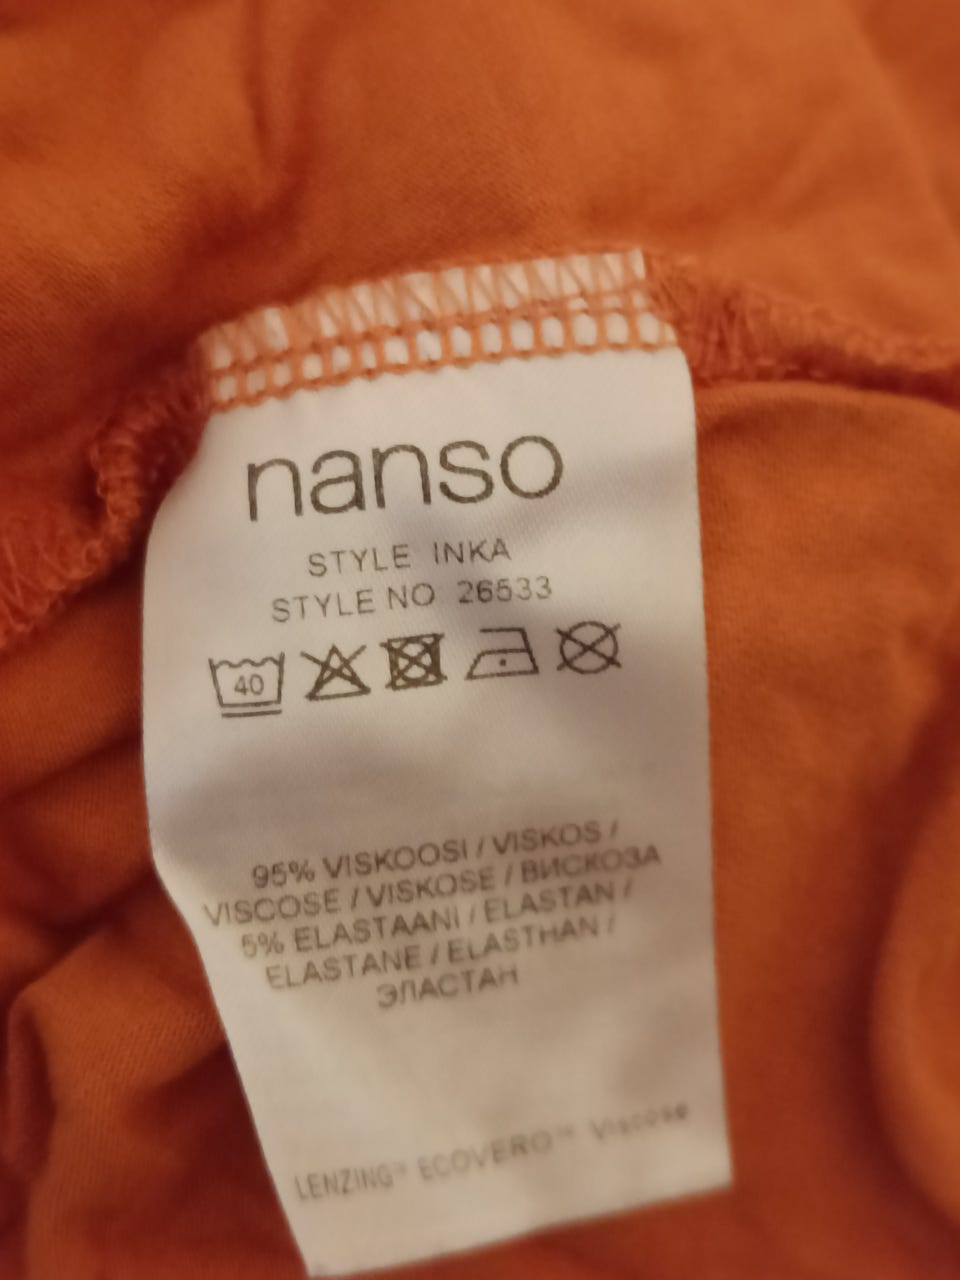 nanso
STYLE INKA
STYLE NO 26533
40
95% VISKOOSI / VISKOS /
VISCOSE / VISKOSE / ВИСКОЗА
5% ELASTAANI / ELASTAN /
ELASTANE / ELASTHAN /
ЭЛАСТАН
LENZING™ ECOVERO™ Viscose